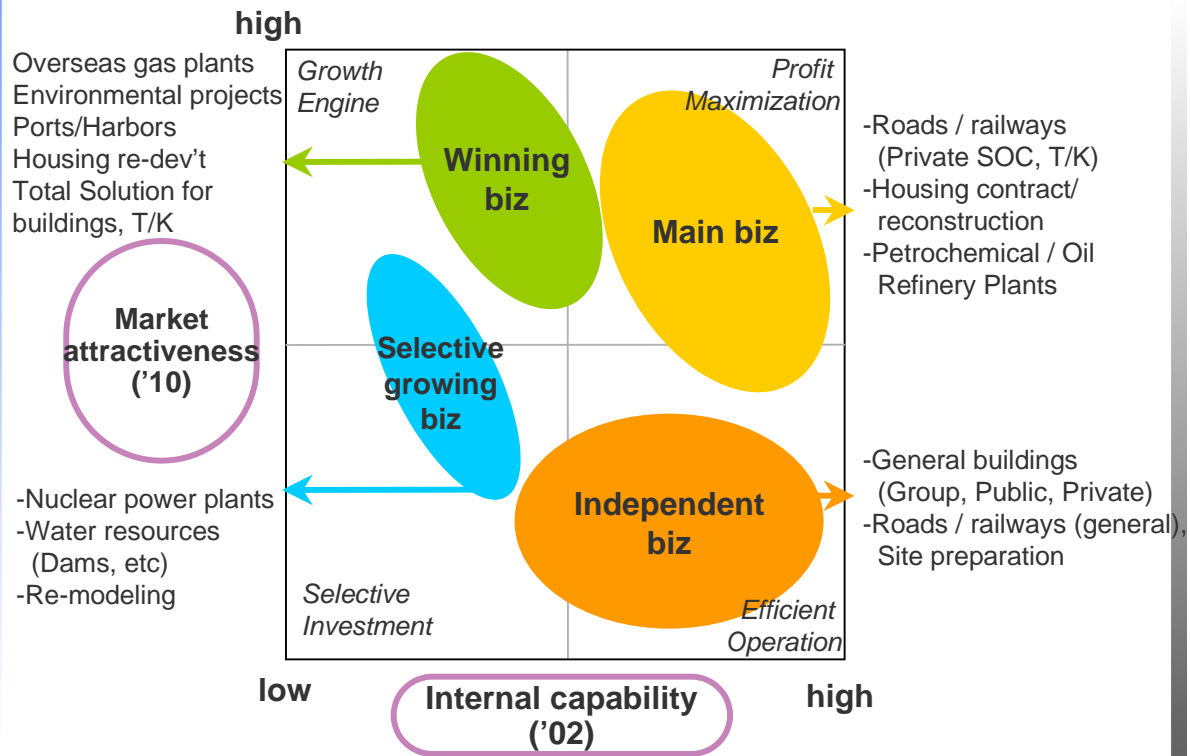 high
Overseas gas plants
Environmental projects
Ports/Harbors
Housing re-dev't
Total Solution for
buildings, T/K
Growth
Engine
Profit
Maximization
Winning
biz
Main biz
-Roads / railways
(Private SOC, T/K)
-Housing contract/
reconstruction
-Petrochemical / Oil
Refinery Plants
Market
attractiveness
(’10)
Selective
growing
biz
-Nuclear power plants
-Water resources
(Dams, etc)
-Re-modeling
Independent
biz
-General buildings
(Group, Public, Private)
-Roads / railways (general),
Site preparation
Selective
Investment
Efficient
Operation
low
Internal capability
(’02)
high